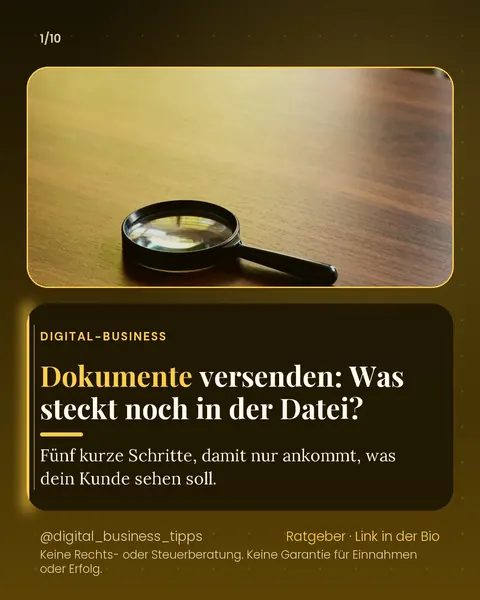 1/10
DIGITAL-BUSINESS
Dokumente versenden: Was
steckt noch in der Datei?
Fünf kurze Schritte, damit nur ankommt, was
dein Kunde sehen soll.
@digital_business_tipps
Ratgeber · Link in der Bio
Keine Rechts- oder Steuerberatung. Keine Garantie für Einnahmen
oder Erfolg.